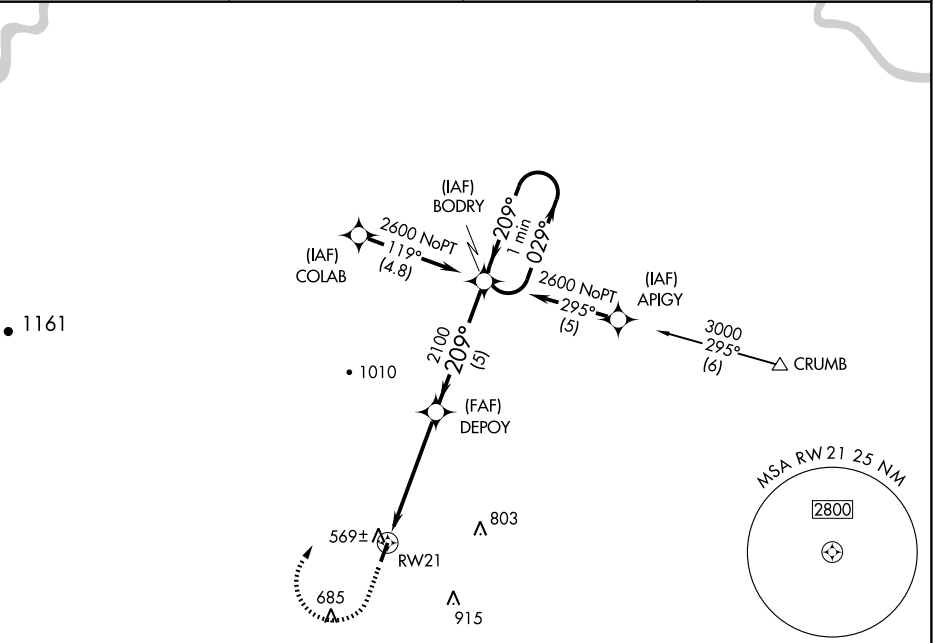 (IAF)
BODRY
209°
1 min
029°
2600 NoPT
119°
(4.8)
(IAF)
COLAB
2600 NoPT
295°
(5)
(IAF)
APIGY
3000
295°
(6)
CRUMB
1161
2100
209°
(5)
1010
(FAF)
DEPOY
MSA RW21 25 NM
2800
803
569±
RW21
685
915